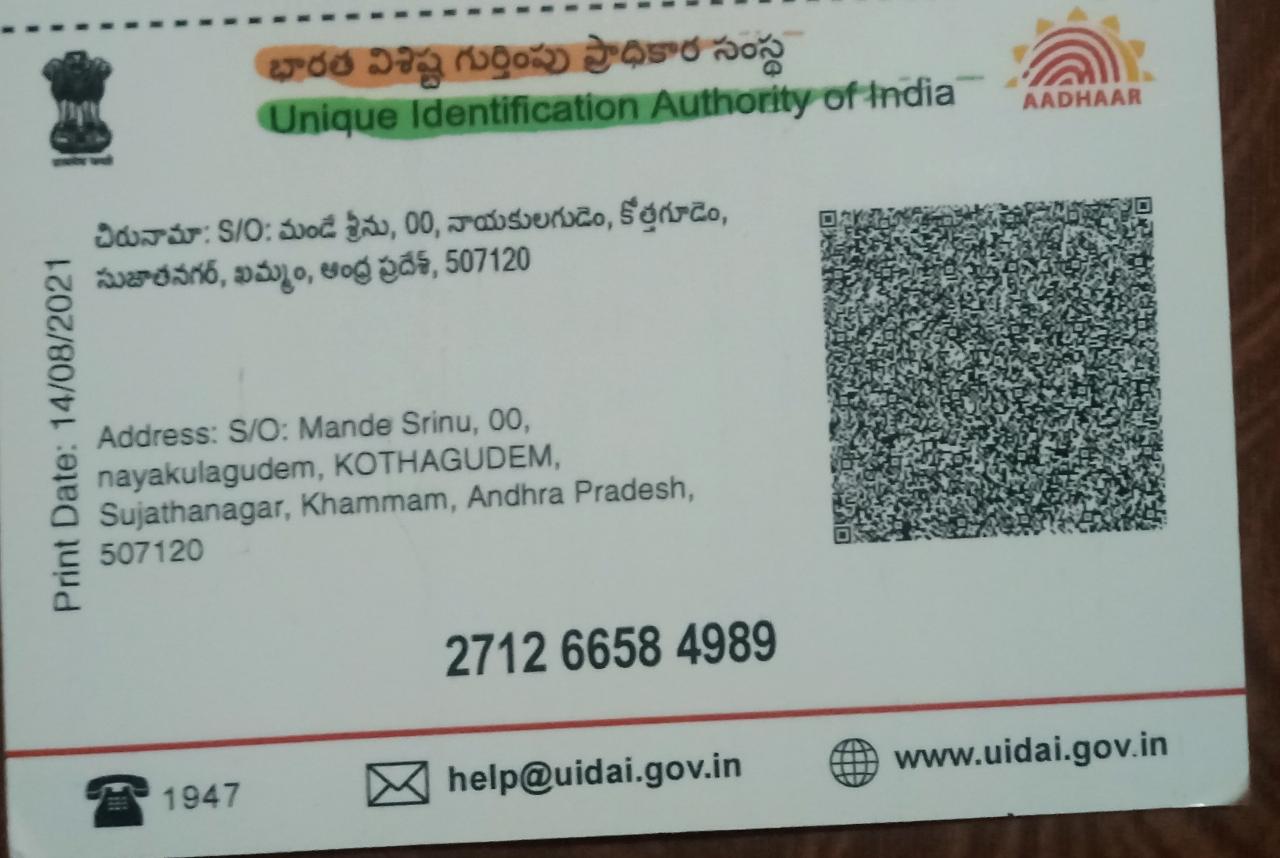 భారత విశిష్ట గుర్తింపు ప్రాధికార సంస్థ
Unique Identification Authority of India
AADHAAR
చిరునామా: S/O: మండే శ్రీను, 00, నాయకులగుడెం, కోత్తగూడెం,
సుజాతనగర్, ఖమ్మం, ఆంధ్ర ప్రదేశ్, 507120
Print Date: 14/08/2021
Address: S/O: Mande Srinu, 00,
nayakulagudem, KOTHAGUDEM,
Sujathanagar, Khammam, Andhra Pradesh,
507120
2712 6658 4989
1947
help@uidai.gov.in
www.uidai.gov.in